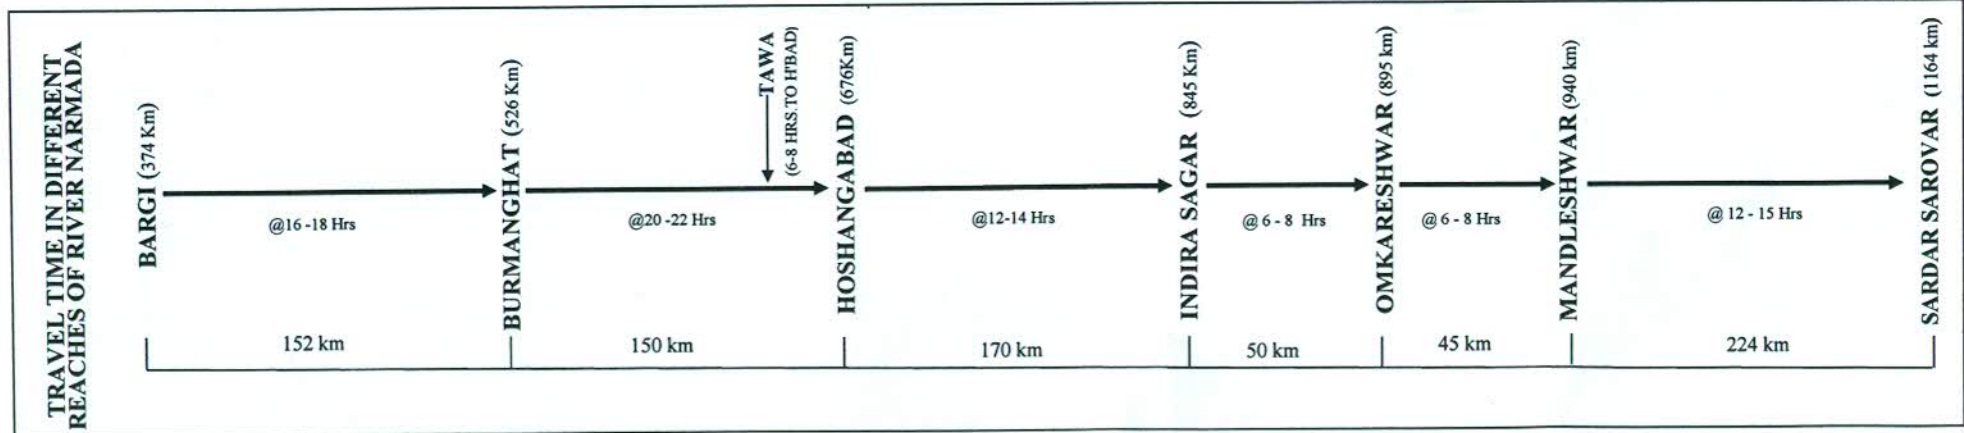 TRAVEL TIME IN DIFFERENT
REACHES OF RIVER NARMADA
BARGI (374 Km)
@16 -18 Hrs
152 km
BURMANGHAT (526 Km)
@20 -22 Hrs
150 km
TAWA
(6-8 HRS.TO H'BAD)
HOSHANGABAD (676Km)
@12-14 Hrs
170 km
INDIRA SAGAR (845 Km)
@ 6 - 8 Hrs
50 km
OMKARESHWAR (895 km)
@ 6 - 8 Hrs
45 km
MANDLESHWAR (940 km)
@ 12 - 15 Hrs
224 km
SARDAR SAROVAR (1164 km)